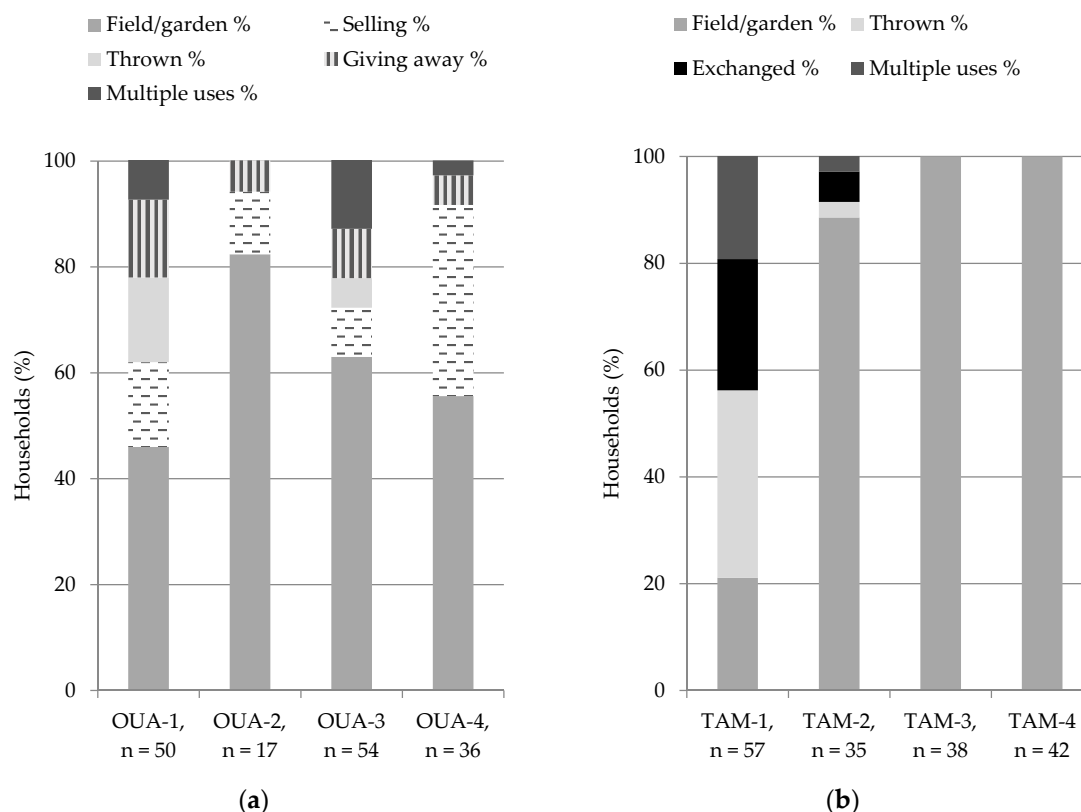 Field/garden % Selling %
Thrown % Giving away %
Multiple uses %
100
80
60
40
20
0
Households (%)
OUA-1, OUA-2, OUA-3 OUA-4,
n = 50 n = 17 n = 54 n = 36
(a)
Field/garden % Thrown %
Exchanged % Multiple uses %
100
80
60
40
20
0
Households (%)
TAM-1, TAM-2, TAM-3, TAM-4
n = 57 n = 35 n = 38 n = 42
(b)